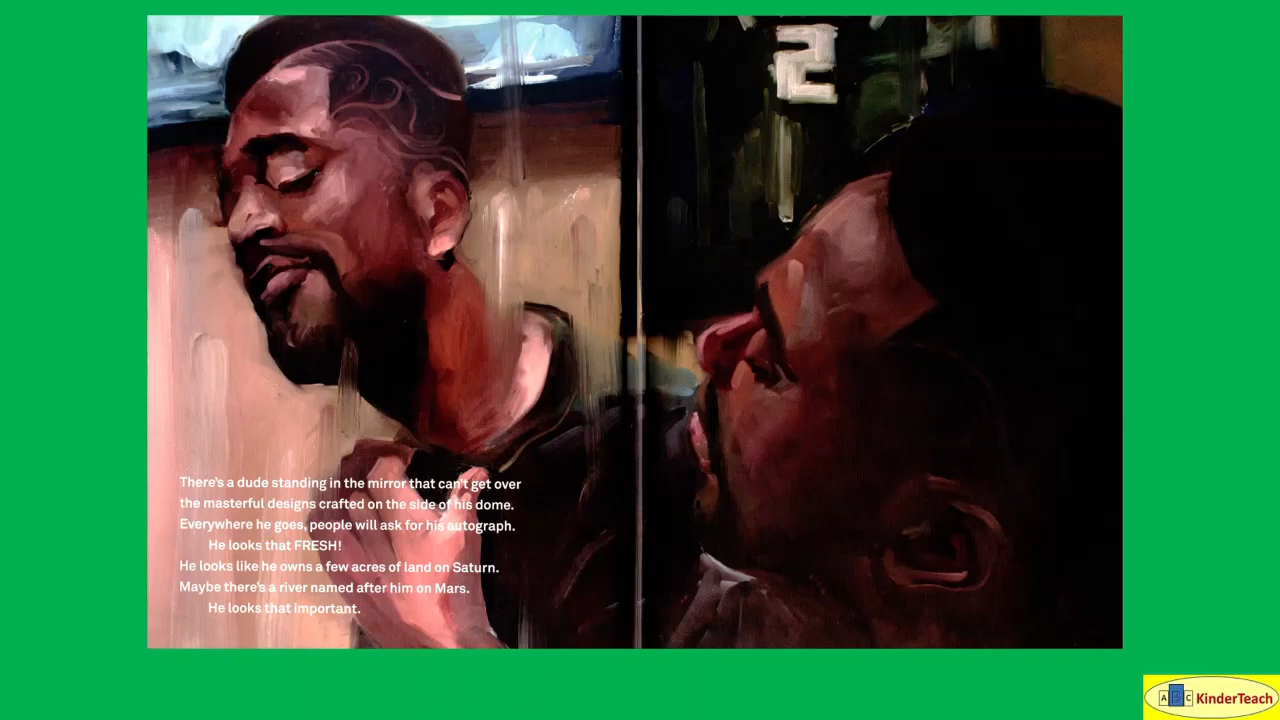 2
There's a dude standing in the mirror that can't get over
the masterful designs crafted on the side of his dome.
Everywhere he goes, people will ask for his autograph.
He looks that FRESH!
He looks like he owns a few acres of land on Saturn.
Maybe there's a river named after him on Mars.
He looks that important.
A B C KinderTeach